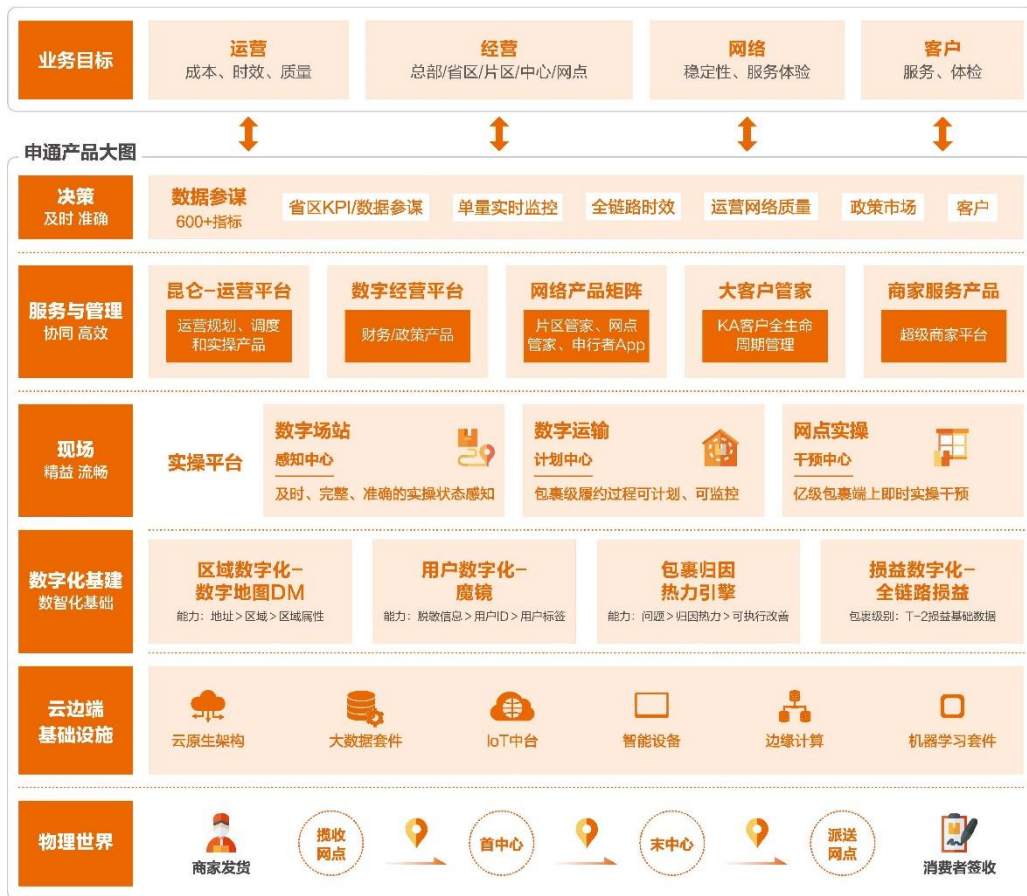 业务目标
运营
成本、时效、质量
经营
总部/省区/片区/中心/网点
网络
稳定性、服务体验
客户
服务、体检
申通产品大图
决策
及时 准确
数据参谋
600+指标
省区KPI/数据参谋
单量实时监控
全链路时效
运营网络质量
政策市场
客户
服务与管理
协同 高效
昆仑-运营平台
运营规划、调度
和实操产品
数字经营平台
财务/政策产品
网络产品矩阵
片区管家、网点
管家、申行者App
大客户管家
KA客户全生命
周期管理
商家服务产品
超级商家平台
现场
精益 流畅
实操平台
数字场站
感知中心
及时、完整、准确的实操状态感知
数字运输
计划中心
包裹级履约过程可计划、可监控
网点实操
干预中心
亿级包裹端上即时实操干预
数字化基建
数智化基础
区域数字化-
数字地图DM
能力：地址>区域>区域属性
用户数字化-
魔镜
能力：脱敏信息>用户ID>用户标签
包裹归因
热力引擎
能力：问题>归因热力>可执行改善
损益数字化-
全链路损益
包裹级别：T-2损益基础数据
云边端
基础设施
云原生架构
大数据套件
IoT中台
智能设备
边缘计算
机器学习套件
物理世界
商家发货
揽收
网点
首中心
末中心
派送
网点
消费者签收